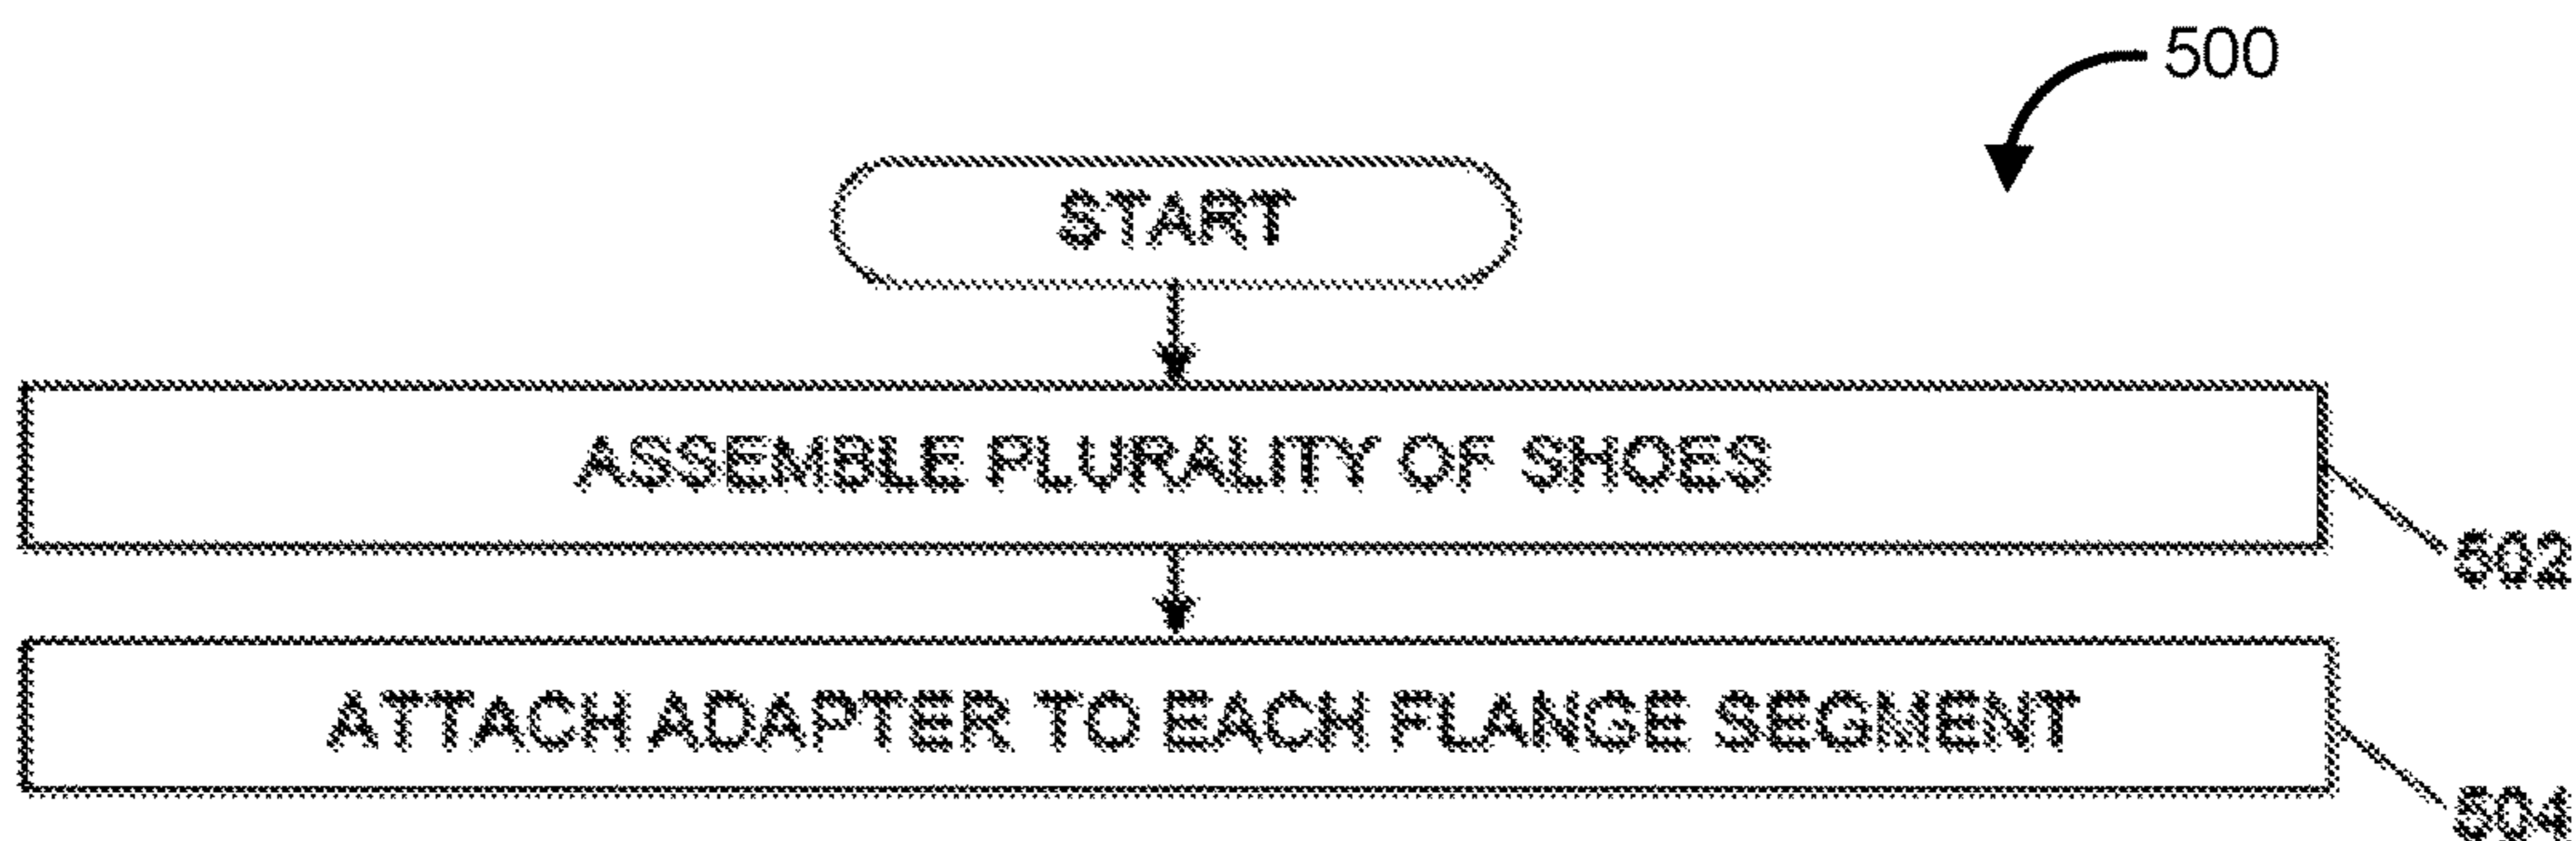 500
START
ASSEMBLE PLURALITY OF SHOES
502
ATTACH ADAPTER TO EACH FLANGE SEGMENT
504